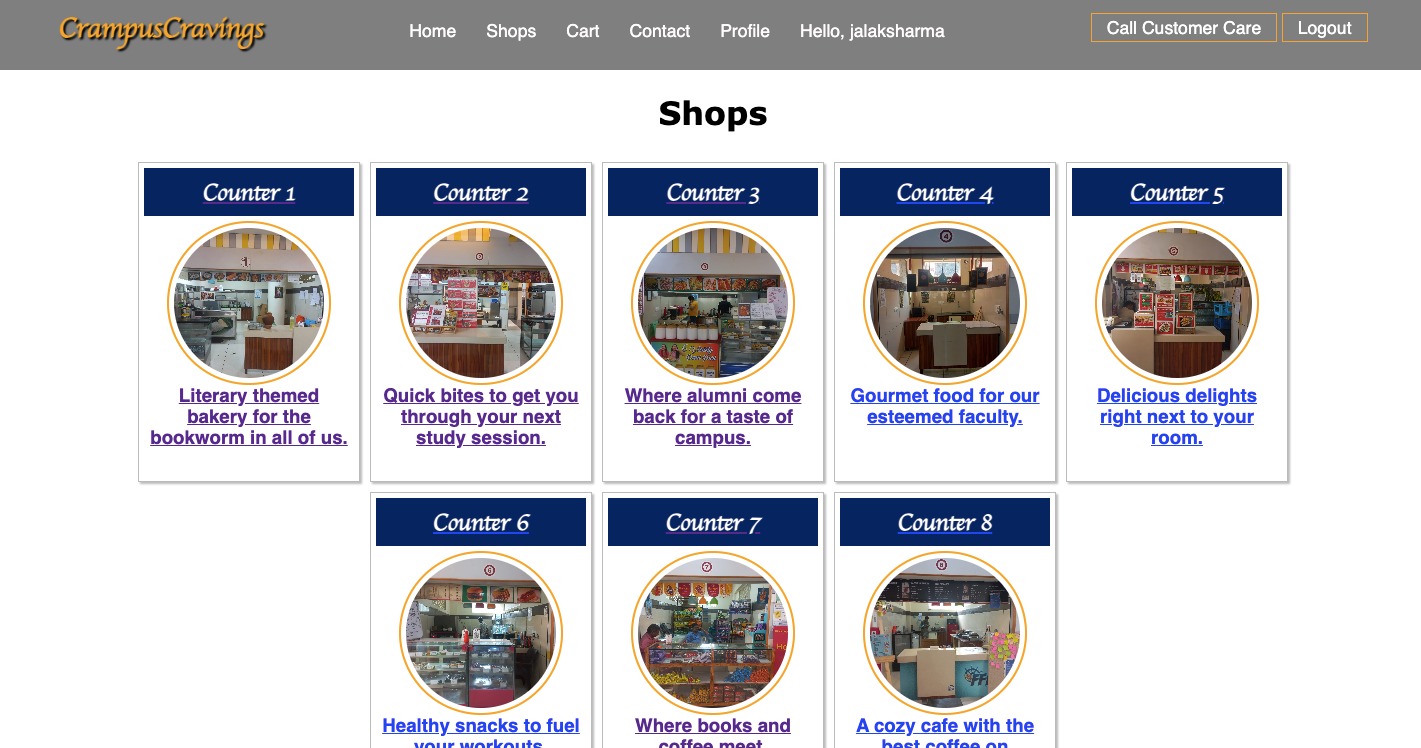 CrampusCravings
Home
Shops
Cart
Contact
Profile
Hello, jalaksharma
Call Customer Care
Logout
Shops
Counter 1
Literary themed
bakery for the
bookworm in all of us.
Counter 2
Quick bites to get you
through your next
study session.
Counter 3
Where alumni come
back for a taste of
campus.
Counter 4
Gourmet food for our
esteemed faculty.
Counter 5
Delicious delights
right next to your
room.
Counter 6
Healthy snacks to fuel
your workouts
Counter 7
Where books and
coffee meet
Counter 8
A cozy cafe with the
best coffee on